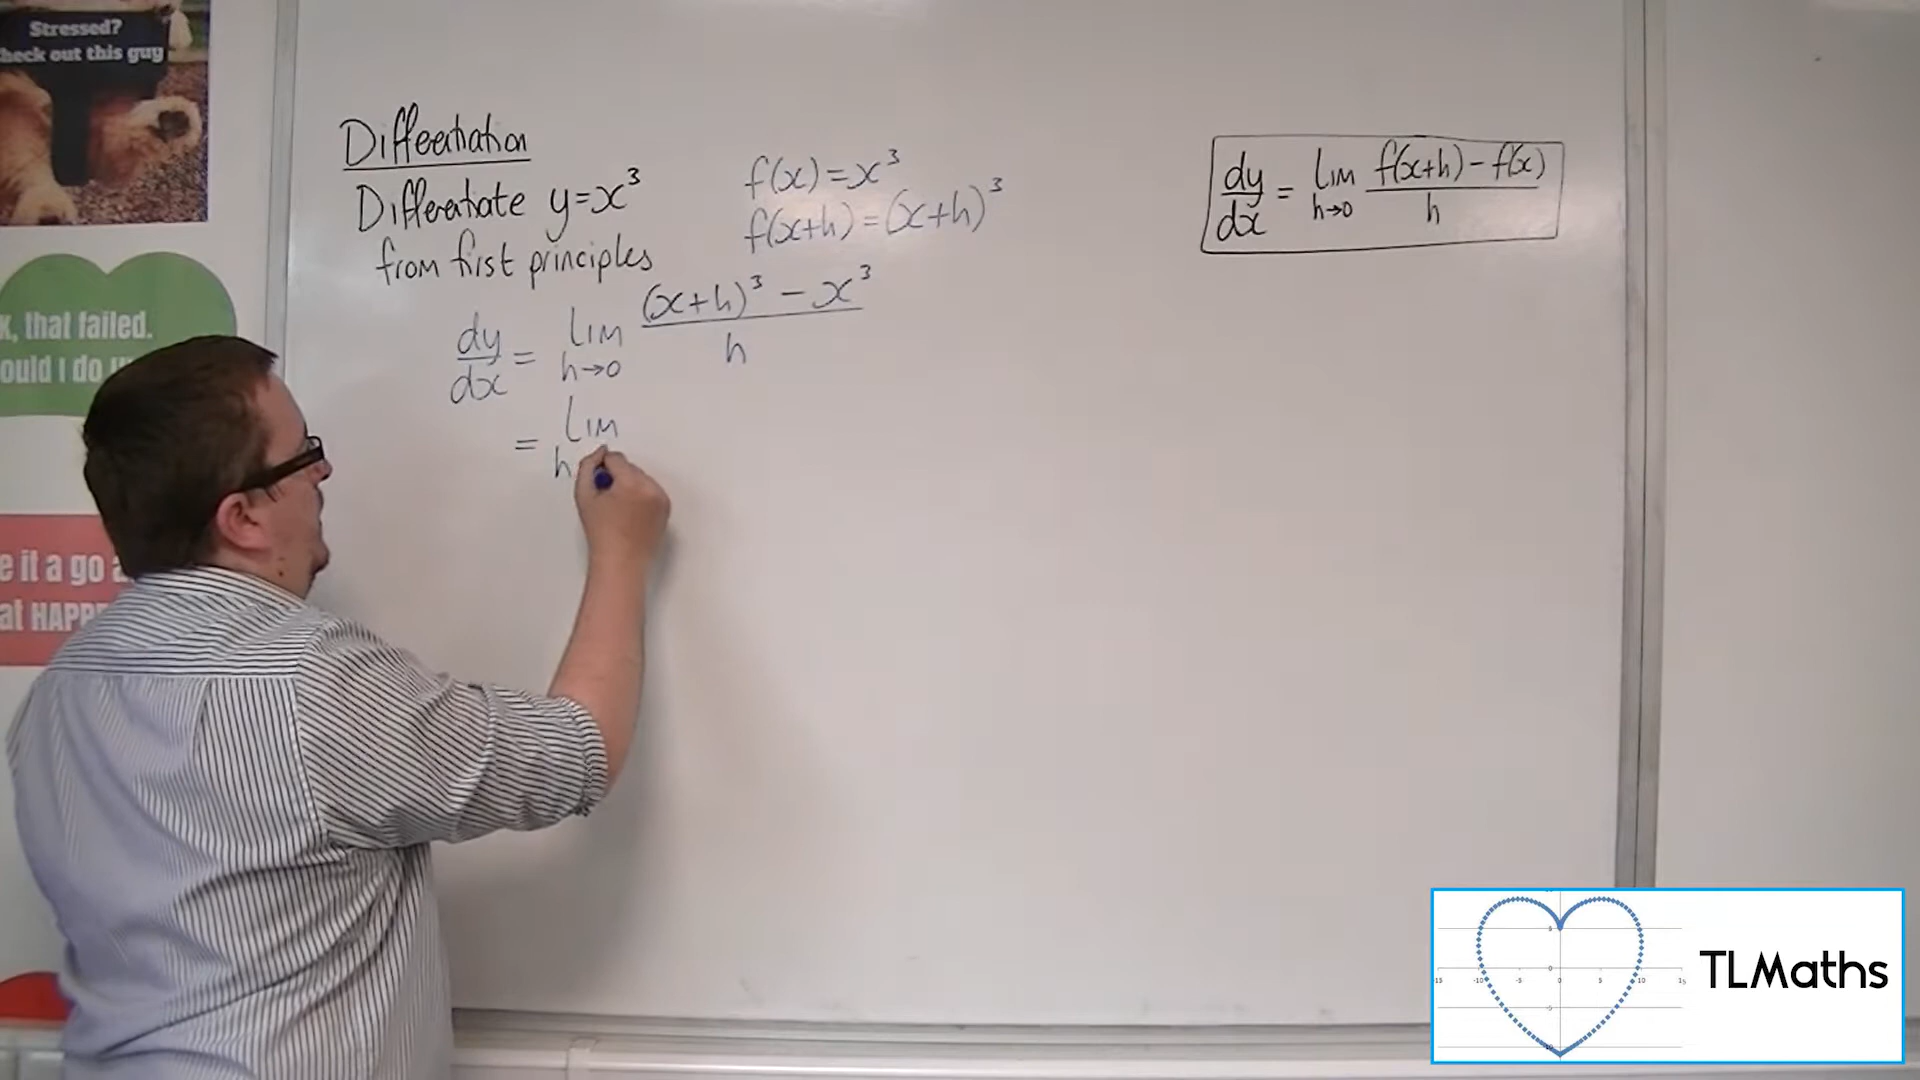 Stressed?
heck out this guy
k, that failed.
ould I do
e it a go
at HAPP
Differentiation
Differentiate y=x³
from first principles
f(x)=x³
f(x+h)=(x+h)³
dy/dx = lim h→0 (x+h)³ - x³ / h
= lim h
dy/dx = lim h→0 f(x+h) - f(x) / h
TLMaths